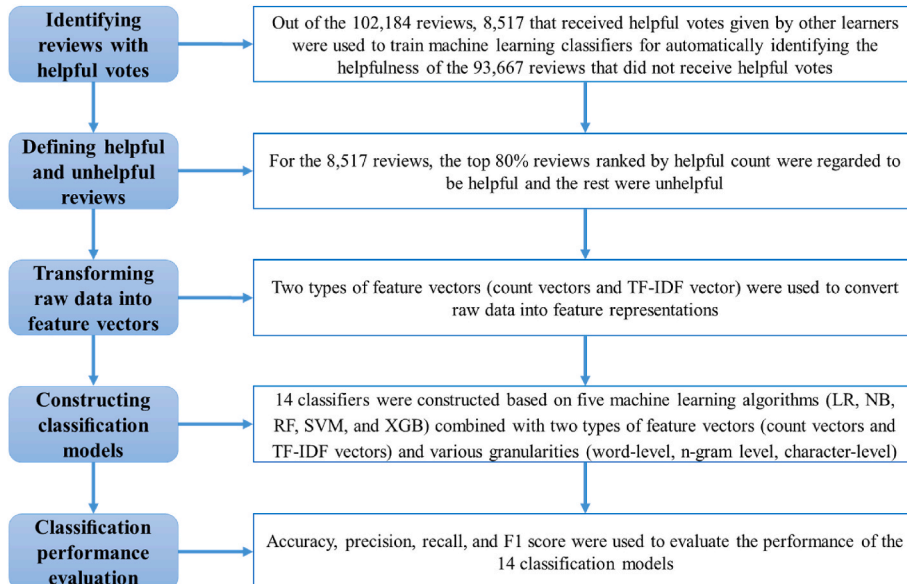 Identifying
reviews with
helpful votes
Out of the 102,184 reviews, 8,517 that received helpful votes given by other learners
were used to train machine learning classifiers for automatically identifying the
helpfulness of the 93,667 reviews that did not receive helpful votes
Defining helpful
and unhelpful
reviews
For the 8,517 reviews, the top 80% reviews ranked by helpful count were regarded to
be helpful and the rest were unhelpful
Transforming
raw data into
feature vectors
Two types of feature vectors (count vectors and TF-IDF vector) were used to convert
raw data into feature representations
Constructing
classification
models
14 classifiers were constructed based on five machine learning algorithms (LR, NB,
RF, SVM, and XGB) combined with two types of feature vectors (count vectors and
TF-IDF vectors) and various granularities (word-level, n-gram level, character-level)
Classification
performance
evaluation
Accuracy, precision, recall, and F1 score were used to evaluate the performance of the
14 classification models